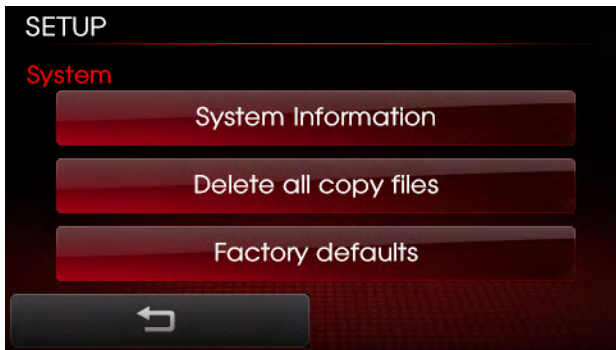 SETUP
System
System Information
Delete all copy files
Factory defaults